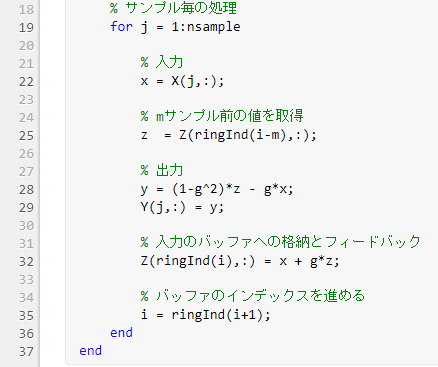 18 % サンプル毎の処理
19 for j = 1:nsample
20
21 % 入力
22 x = X(j,:);
23
24 % mサンプル前の値を取得
25 z  = Z(ringInd(i-m),:);
26
27 % 出力
28 y = (1-g^2)*z - g*x;
29 Y(j,:) = y;
30
31 % 入力のバッファへの格納とフィードバック
32 Z(ringInd(i),:) = x + g*z;
33
34 % バッファのインデックスを進める
35 i = ringInd(i+1);
36 end
37 end